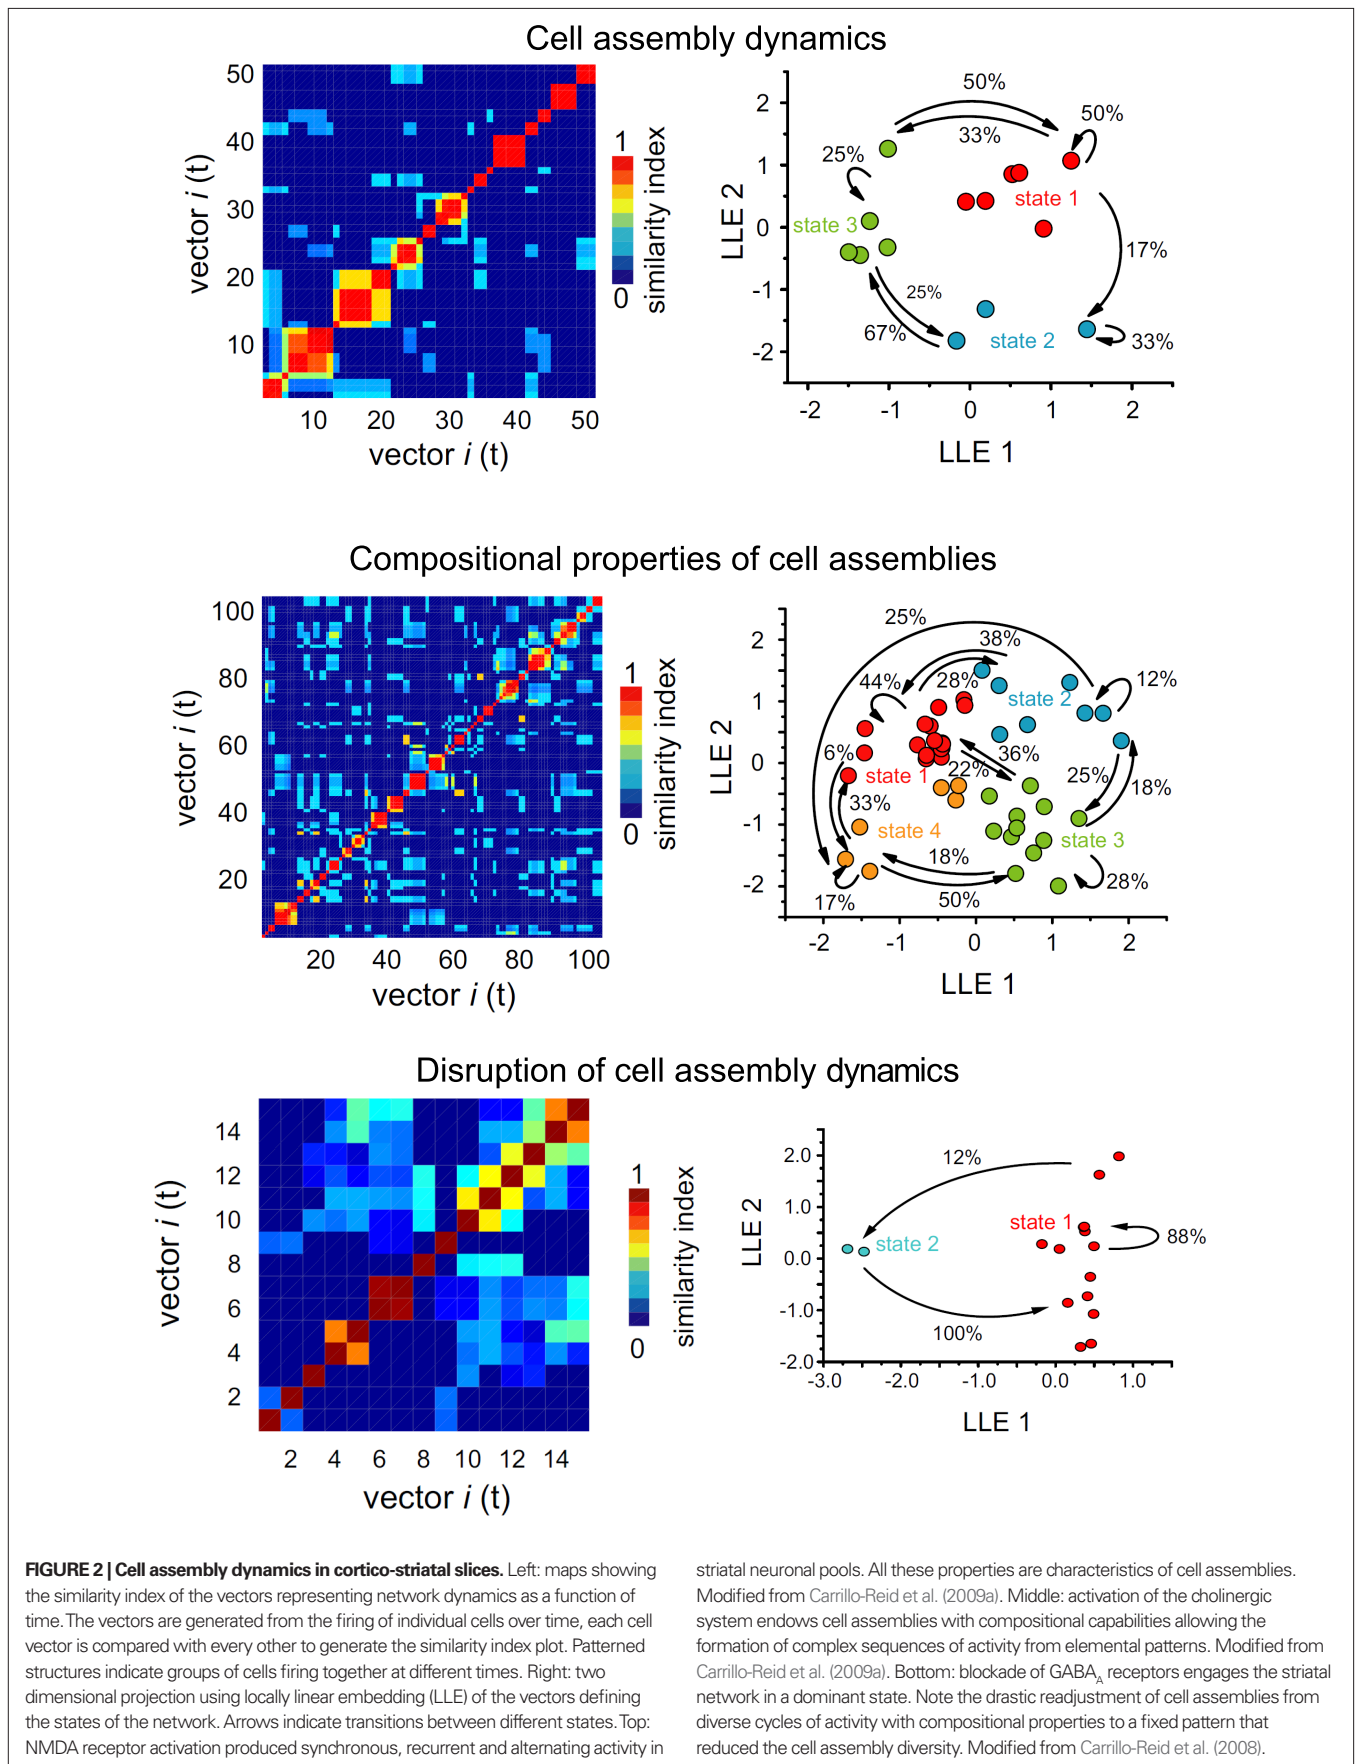 Cell assembly dynamics
50
40
30
20
10
vector i (t)
10 20 30 40 50
vector i (t)
1
0
similarity index
2
1
0
-1
-2
LLE 2
-2 -1 0 1 2
LLE 1
50%
33%
50%
25%
state 1
state 3
17%
25%
67%
state 2
33%
Compositional properties of cell assemblies
100
80
60
40
20
vector i (t)
20 40 60 80 100
vector i (t)
1
0
similarity index
2
1
0
-1
-2
LLE 2
-2 -1 0 1 2
LLE 1
25%
38%
44%
28%
12%
state 2
6%
36%
state 1
22%
25%
18%
33%
state 4
state 3
18%
28%
17%
50%
Disruption of cell assembly dynamics
14
12
10
8
6
4
2
vector i (t)
2 4 6 8 10 12 14
vector i (t)
1
0
similarity index
2.0
1.0
0.0
-1.0
-2.0
LLE 2
-3.0 -2.0 -1.0 0.0 1.0
LLE 1
12%
state 1
88%
state 2
100%
FIGURE 2 | Cell assembly dynamics in cortico-striatal slices. Left: maps showing
the similarity index of the vectors representing network dynamics as a function of
time. The vectors are generated from the firing of individual cells over time, each cell
vector is compared with every other to generate the similarity index plot. Patterned
structures indicate groups of cells firing together at different times. Right: two
dimensional projection using locally linear embedding (LLE) of the vectors defining
the states of the network. Arrows indicate transitions between different states. Top:
NMDA receptor activation produced synchronous, recurrent and alternating activity in
striatal neuronal pools. All these properties are characteristics of cell assemblies.
Modified from Carrillo-Reid et al. (2009a). Middle: activation of the cholinergic
system endows cell assemblies with compositional capabilities allowing the
formation of complex sequences of activity from elemental patterns. Modified from
Carrillo-Reid et al. (2009a). Bottom: blockade of GABAA receptors engages the striatal
network in a dominant state. Note the drastic readjustment of cell assemblies from
diverse cycles of activity with compositional properties to a fixed pattern that
reduced the cell assembly diversity. Modified from Carrillo-Reid et al. (2008).